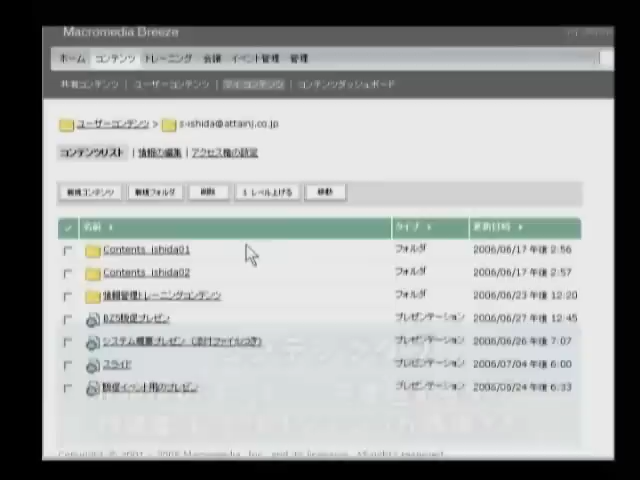 Macromedia Breeze
ホーム コンテンツ トレーニング 会議 イベント管理 管理
共有コンテンツ | ユーザーコンテンツ | マイコンテンツ | コンテンツダッシュボード
ユーザーコンテンツ > s-ishida@attainj.co.jp
コンテンツリスト | 情報の編集 | アクセス権の設定
新規コンテンツ 新規フォルダ 削除 1 レベル上げる 移動
名前 タイプ 更新日時
Contents_ishida01 フォルダ 2006/06/17 午後 2:56
Contents_ishida02 フォルダ 2006/06/17 午後 2:57
情報管理トレーニングコンテンツ フォルダ 2006/06/23 午後 12:20
BZ5販促プレゼン プレゼンテーション 2006/06/27 午後 12:45
システム概要プレゼン (添付ファイルつき) プレゼンテーション 2006/06/26 午後 7:07
スライド プレゼンテーション 2006/07/04 午後 6:00
販促イベント用のプレゼン プレゼンテーション 2006/06/24 午後 6:33
Macromedia, Inc. and its licensors. All rights reserved.